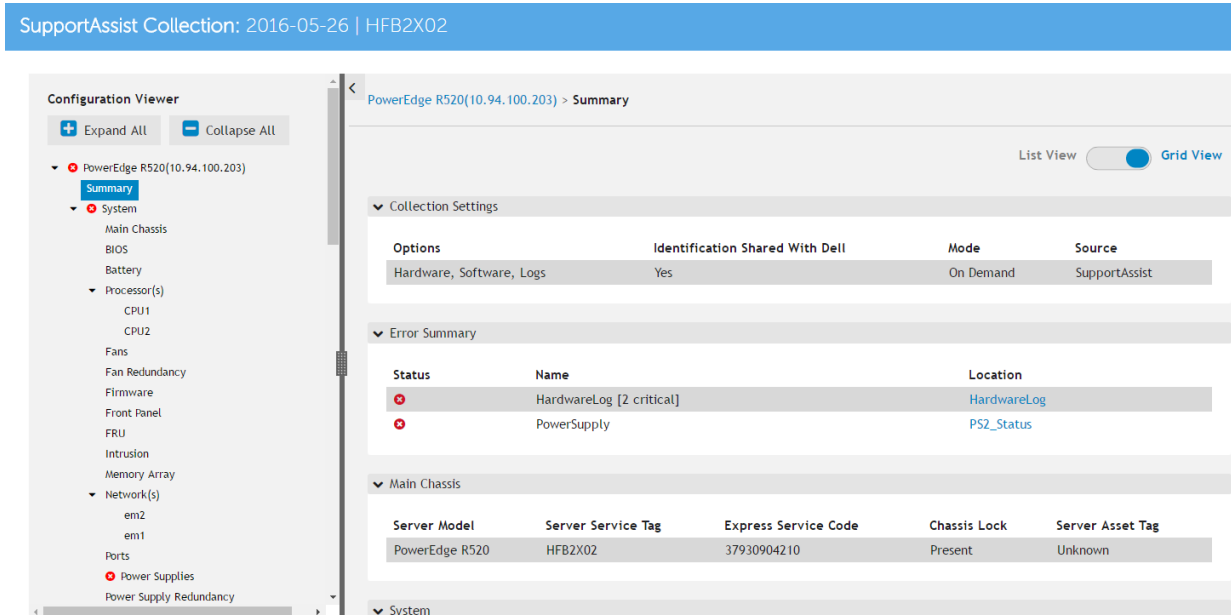 SupportAssist Collection: 2016-05-26 | HFB2X02
Configuration Viewer
Expand All Collapse All
PowerEdge R520(10.94.100.203)
Summary
System
Main Chassis
BIOS
Battery
Processor(s)
CPU1
CPU2
Fans
Fan Redundancy
Firmware
Front Panel
FRU
Intrusion
Memory Array
Network(s)
em2
em1
Ports
Power Supplies
Power Supply Redundancy
PowerEdge R520(10.94.100.203) > Summary
List View Grid View
Collection Settings
Options Identification Shared With Dell Mode Source
Hardware, Software, Logs Yes On Demand SupportAssist
Error Summary
Status Name Location
HardwareLog [2 critical] HardwareLog
PowerSupply PS2_Status
Main Chassis
Server Model Server Service Tag Express Service Code Chassis Lock Server Asset Tag
PowerEdge R520 HFB2X02 37930904210 Present Unknown
System